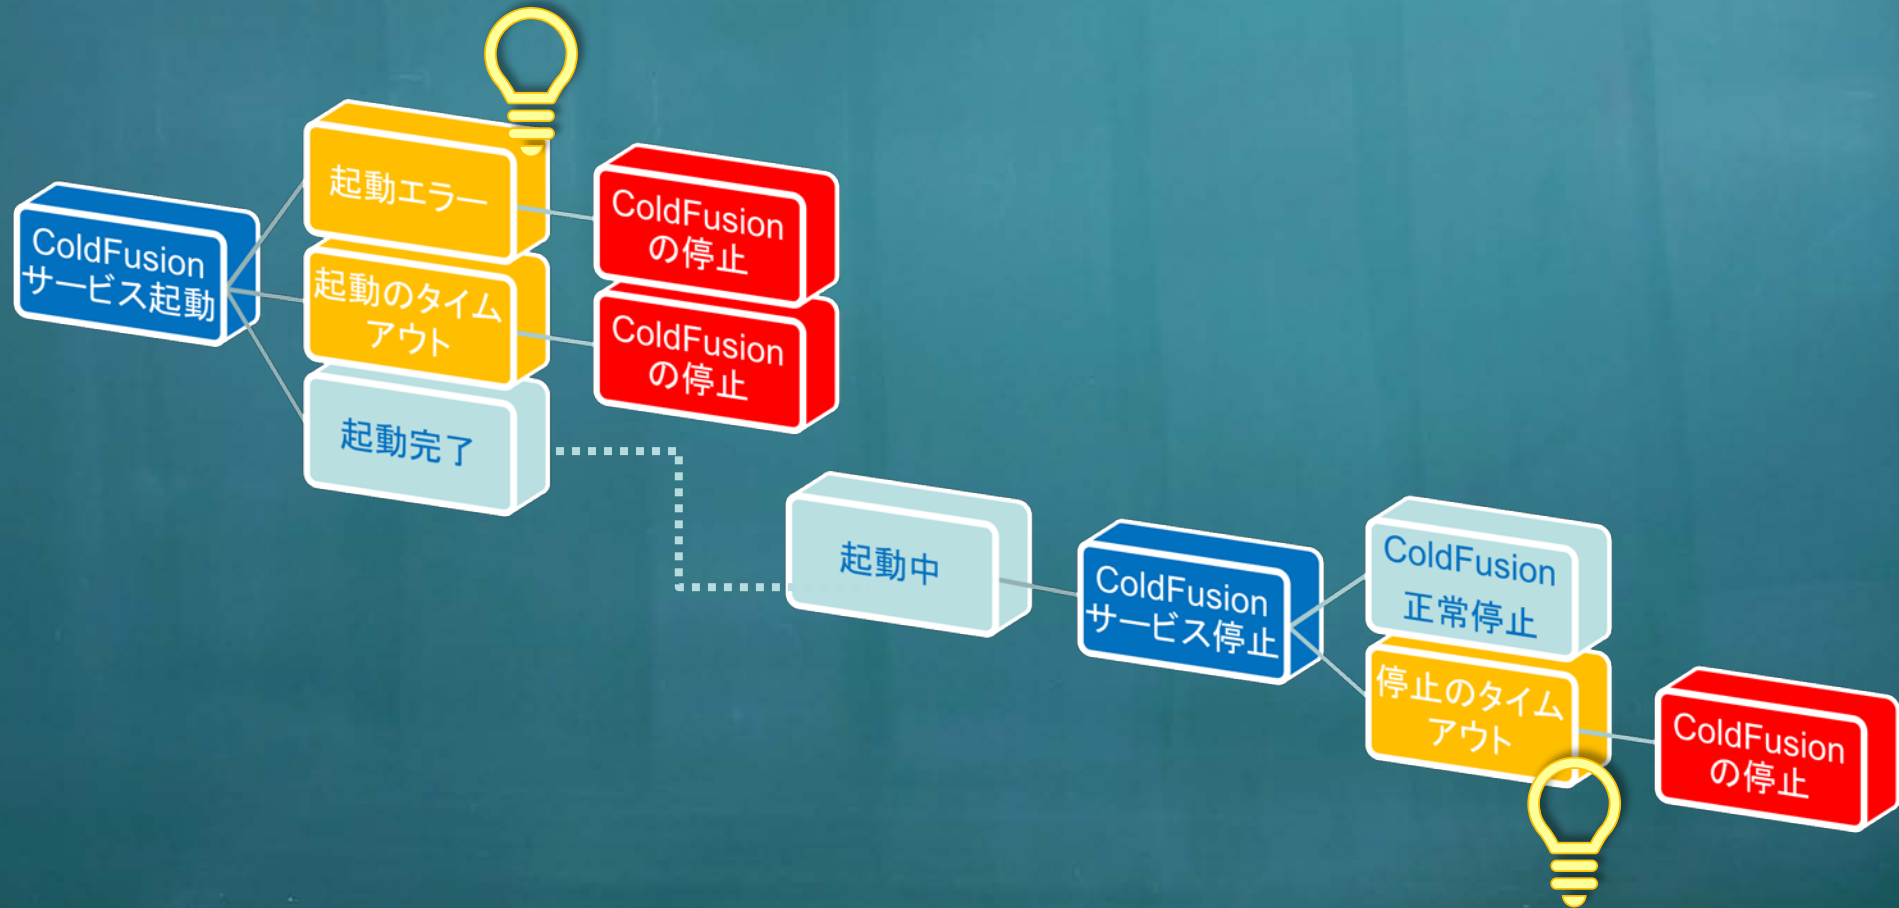 ColdFusion
サービス起動
起動エラー
ColdFusion
の停止
起動のタイム
アウト
ColdFusion
の停止
起動完了
起動中
ColdFusion
サービス停止
ColdFusion
正常停止
停止のタイム
アウト
ColdFusion
の停止